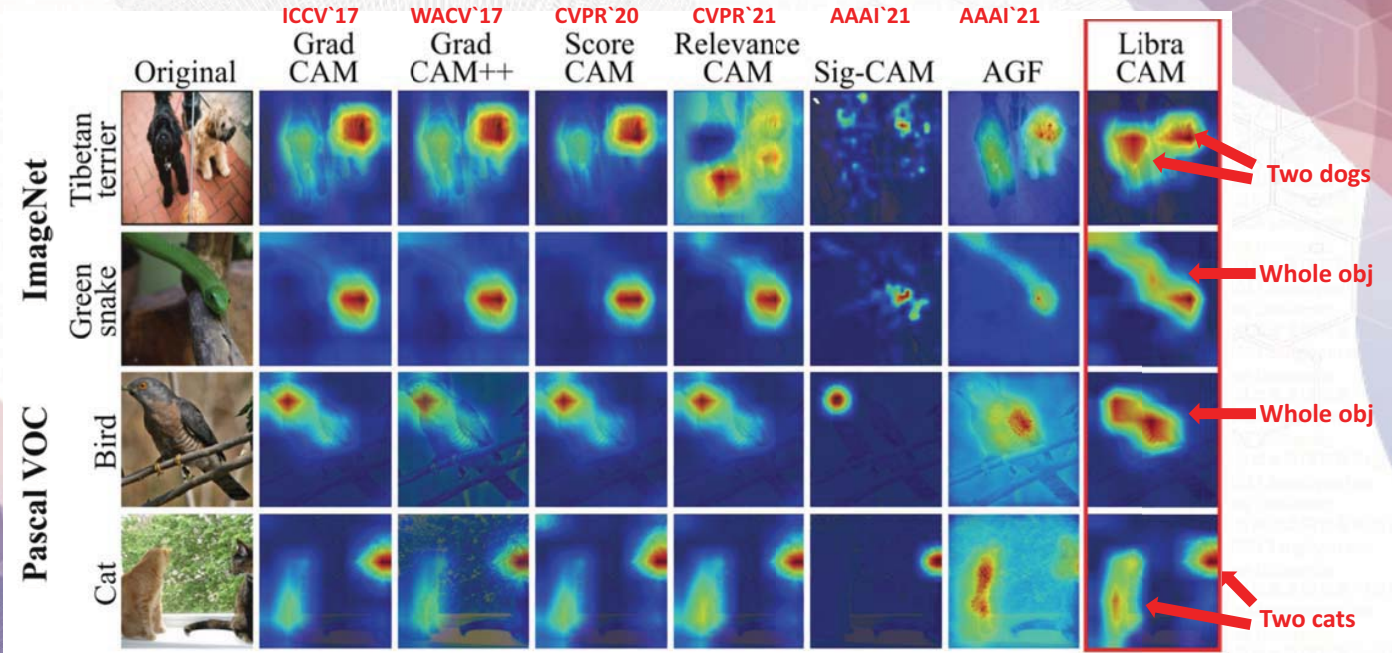 ICCV`17 WACV`17 CVPR`20 CVPR`21 AAAI`21 AAAI`21
Original Grad CAM Grad CAM++ Score CAM Relevance CAM Sig-CAM AGF Libra CAM
ImageNet
Tibetan terrier
Two dogs
Green snake
Whole obj
Pascal VOC
Bird
Whole obj
Cat
Two cats